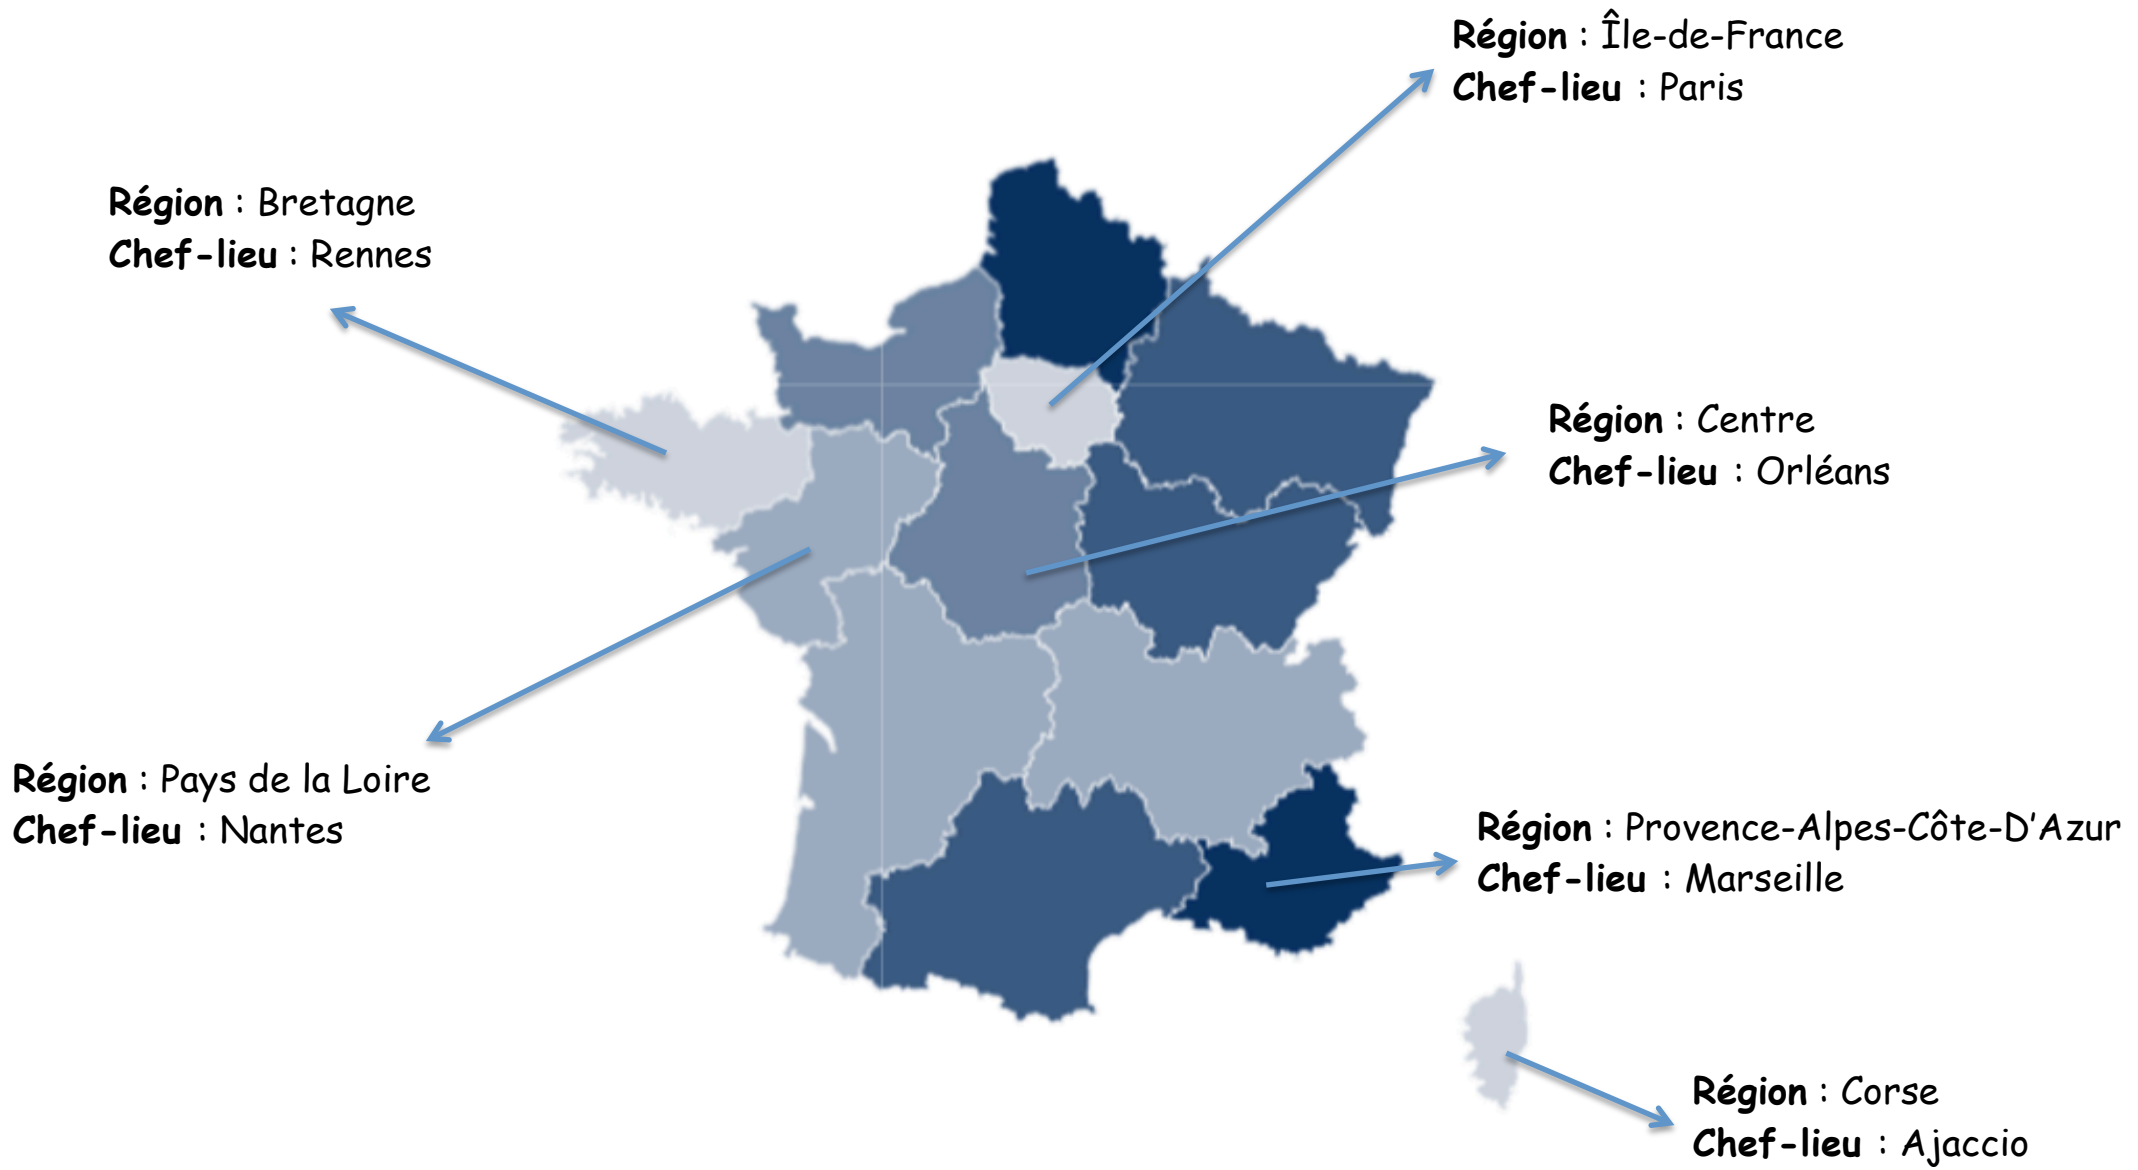 Région : Île-de-France
Chef-lieu : Paris
Région : Bretagne
Chef-lieu : Rennes
Région : Centre
Chef-lieu : Orléans
Région : Pays de la Loire
Chef-lieu : Nantes
Région : Provence-Alpes-Côte-D’Azur
Chef-lieu : Marseille
Région : Corse
Chef-lieu : Ajaccio